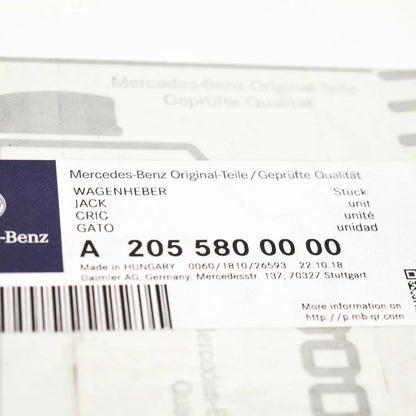 Mercedes-Benz Original-Teile
Geprüfte Qualität
Mercedes-Benz Original-Teile/Geprüfte Qualität
WAGENHEBER Stück
JACK unit
CRIC unité
GATO unidad
-Benz
A 205 580 00 00
Made in HUNGARY 0060/1810/26593 22.10.18
Daimler AG, Germany, Mercedesstr. 137, 70327 Stuttgart
More information on
http://p.mb-qr.com